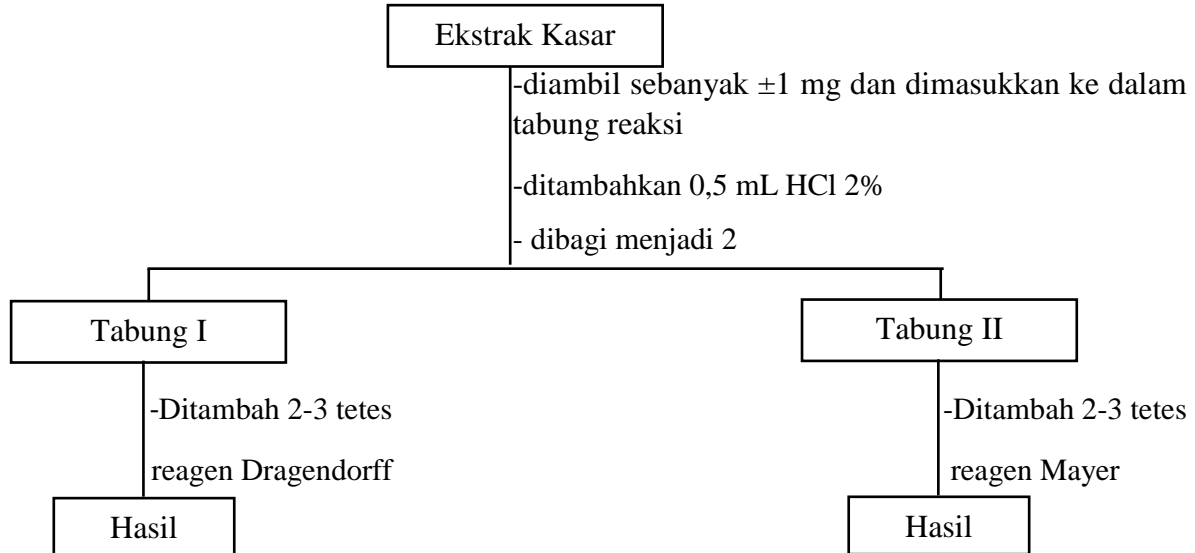 Ekstrak Kasar
-diambil sebanyak ±1 mg dan dimasukkan ke dalam
tabung reaksi
-ditambahkan 0,5 mL HCl 2%
- dibagi menjadi 2
Tabung I
Tabung II
-Ditambah 2-3 tetes
reagen Dragendorff
-Ditambah 2-3 tetes
reagen Mayer
Hasil
Hasil